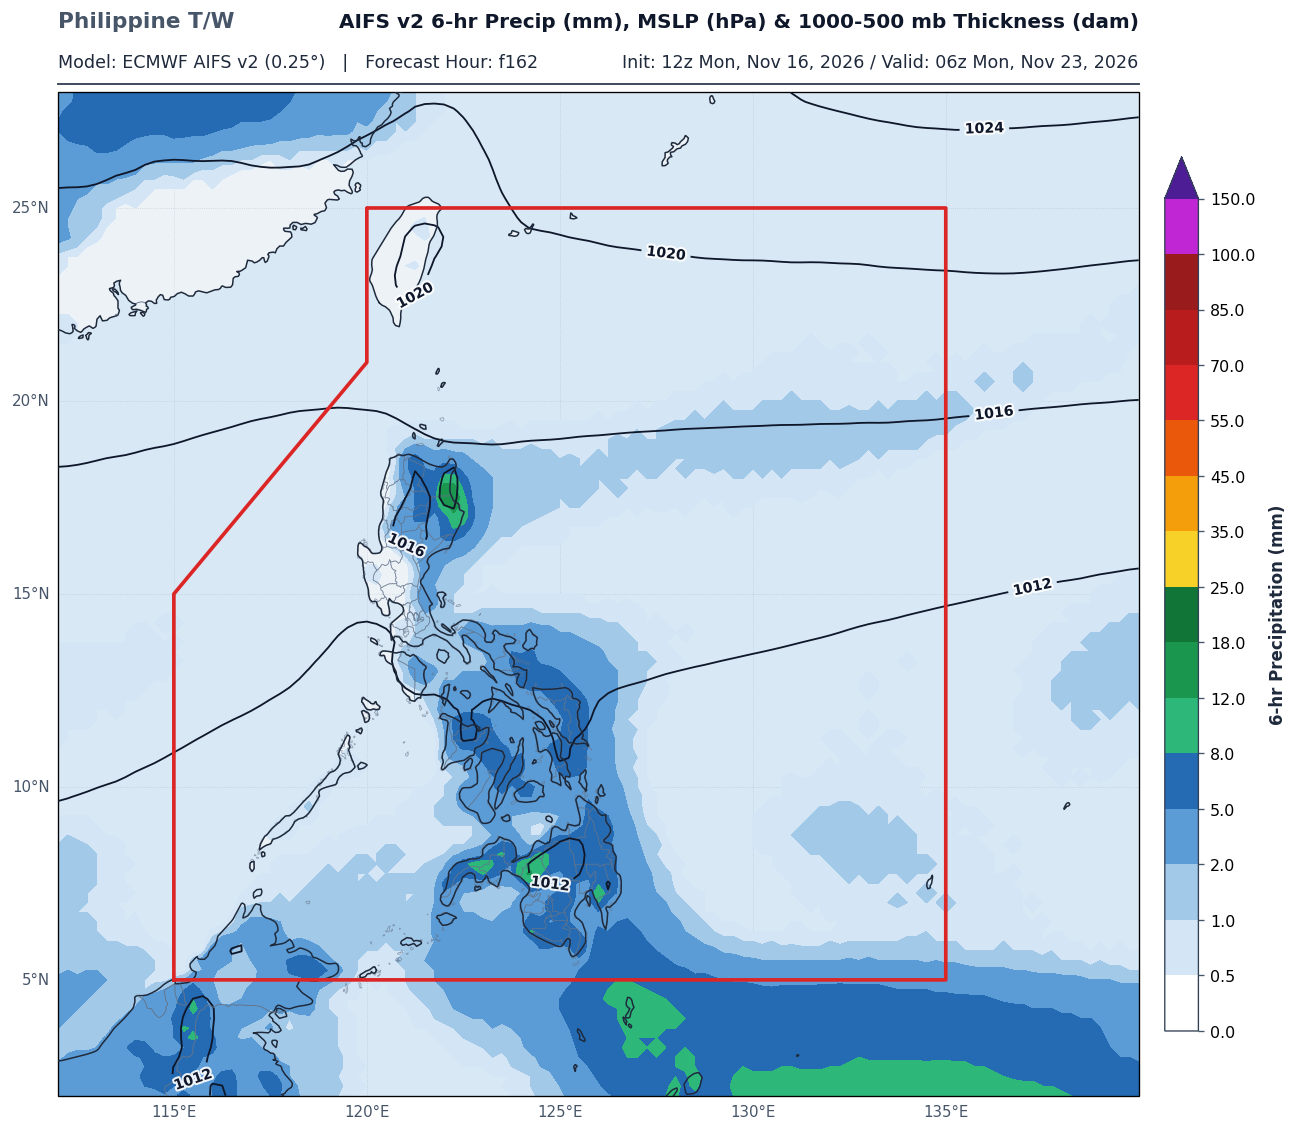 Philippine T/W
AIFS v2 6-hr Precip (mm), MSLP (hPa) & 1000-500 mb Thickness (dam)
Model: ECMWF AIFS v2 (0.25°) | Forecast Hour: f162
Init: 12z Mon, Nov 16, 2026 / Valid: 06z Mon, Nov 23, 2026
1024
1020
1020
1016
1016
1012
1012
1012
25°N
20°N
15°N
10°N
5°N
115°E
120°E
125°E
130°E
135°E
150.0
100.0
85.0
70.0
55.0
45.0
35.0
25.0
18.0
12.0
8.0
5.0
2.0
1.0
0.5
0.0
6-hr Precipitation (mm)